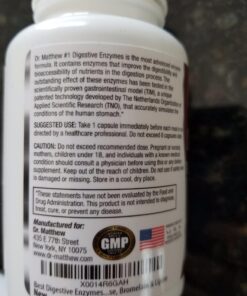 Dr. Matthew #1 Digestive Enzymes is the most advanced enzyme
formula. It contains enzymes that improve the digestibility and
bioaccessibility of nutrients in the digestion process. The
outstanding effect of these enzymes has been tested in the
scientifically proven gastrointestinal model (TIM), a unique
patented technology developed by The Netherlands Organization of
Applied Scientific Research (TNO), that accurately simulates the
conditions of the human stomach.*
SUGGESTED USE: Take 1 capsule immediately before each meal
directed by a healthcare professional. Do not exceed 6 capsules
CAUTION: Do not exceed recommended dose. Pregnant or nursing
mothers, children under 18, and individuals with a known medical
condition should consult a physician before using this or any dietary
supplement. Keep out of the reach of children. Do not use if safety seal
is damaged or missing. Store in a cool, dry place.
*These statements have not been evaluated by the Food and
Drug Administration. This product is not intended to diagnose,
treat, cure, or prevent any disease.
Manufactured for:
Dr. Matthew
435 E 77th Street
New York, NY 10075
www.dr-matthew.com
GMP
X0014R6GAH
Best Digestive Enzymes...se, Bromelain & Lipase
New